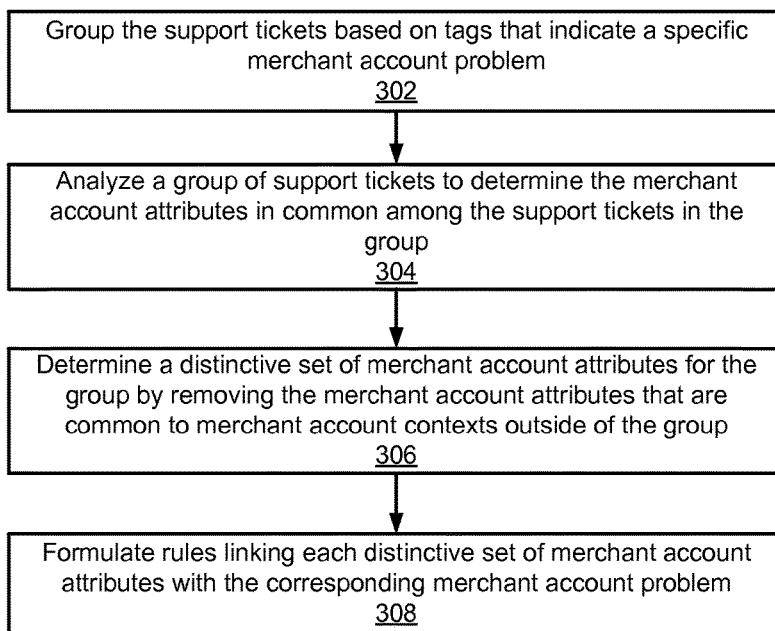 Group the support tickets based on tags that indicate a specific
merchant account problem
302
Analyze a group of support tickets to determine the merchant
account attributes in common among the support tickets in the
group
304
Determine a distinctive set of merchant account attributes for the
group by removing the merchant account attributes that are
common to merchant account contexts outside of the group
306
Formulate rules linking each distinctive set of merchant account
attributes with the corresponding merchant account problem
308